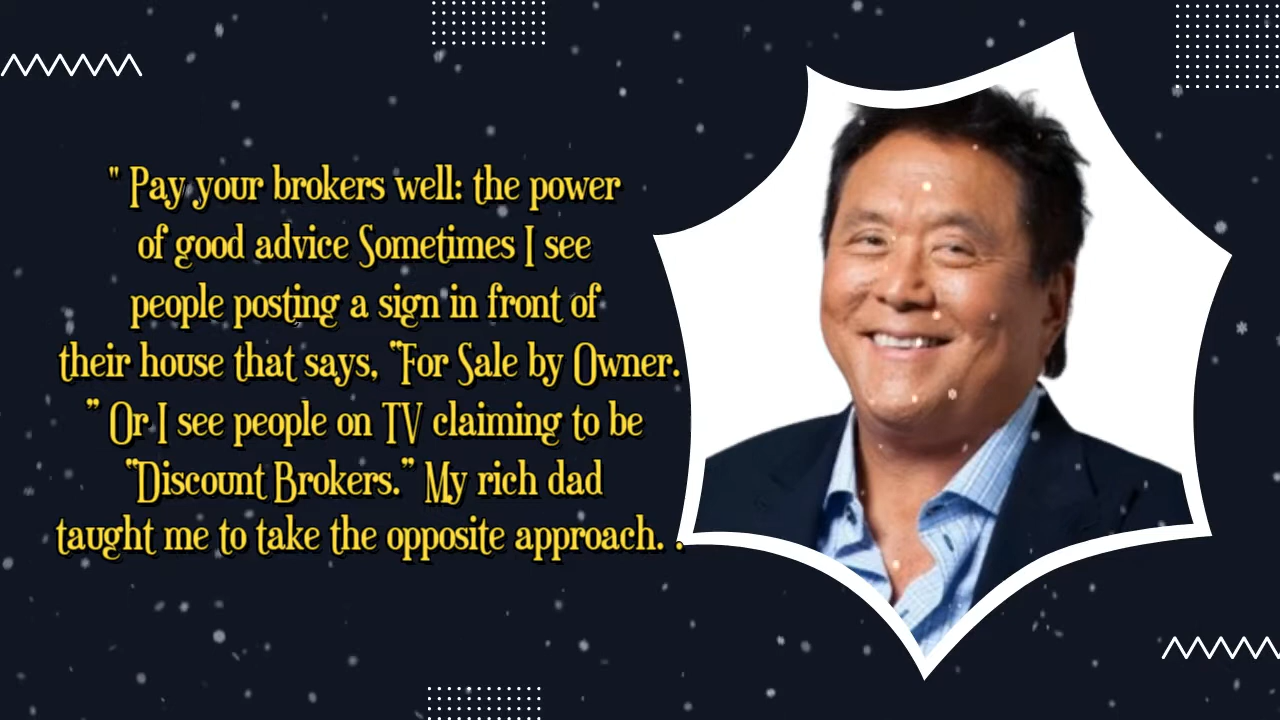 " Pay your brokers well: the power
of good advice Sometimes I see
people posting a sign in front of
their house that says, “For Sale by Owner.
” Or I see people on TV claiming to be
“Discount Brokers.” My rich dad
taught me to take the opposite approach. .